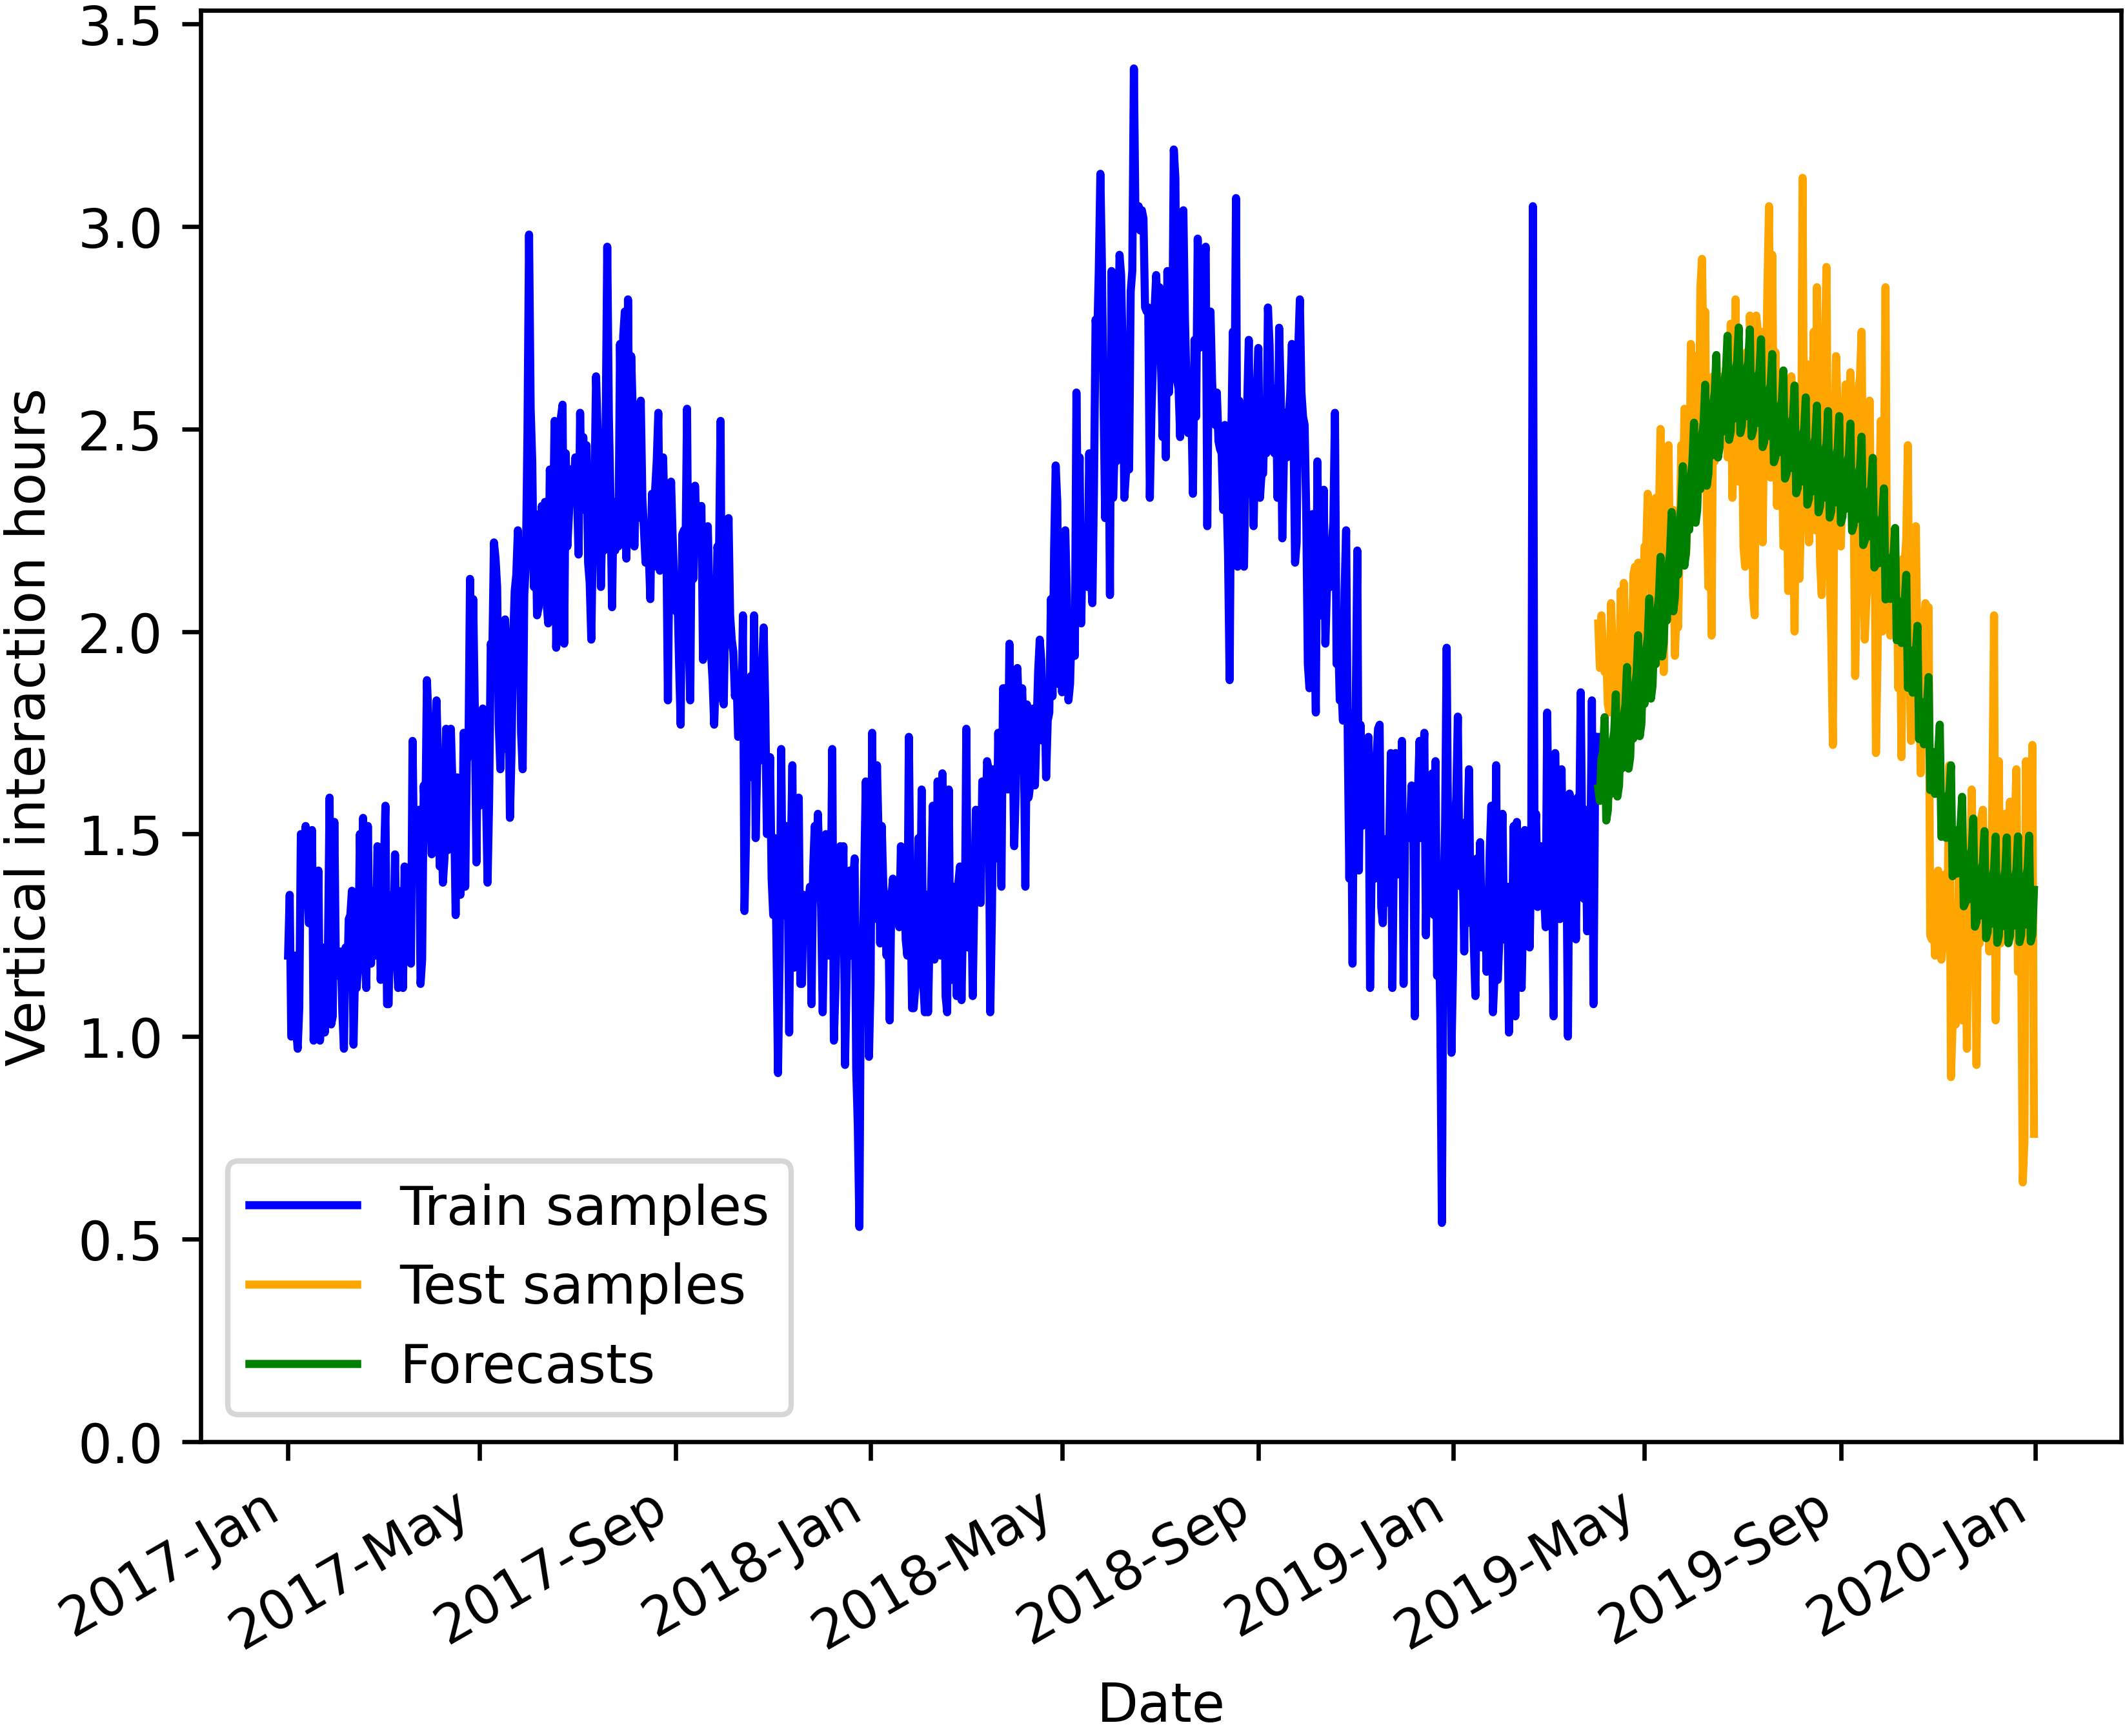 3.5
3.0
2.5
2.0
1.5
1.0
0.5
0.0
Vertical interaction hours
Train samples
Test samples
Forecasts
2017-Jan
2017-May
2017-Sep
2018-Jan
2018-May
2018-Sep
2019-Jan
2019-May
2019-Sep
2020-Jan
Date